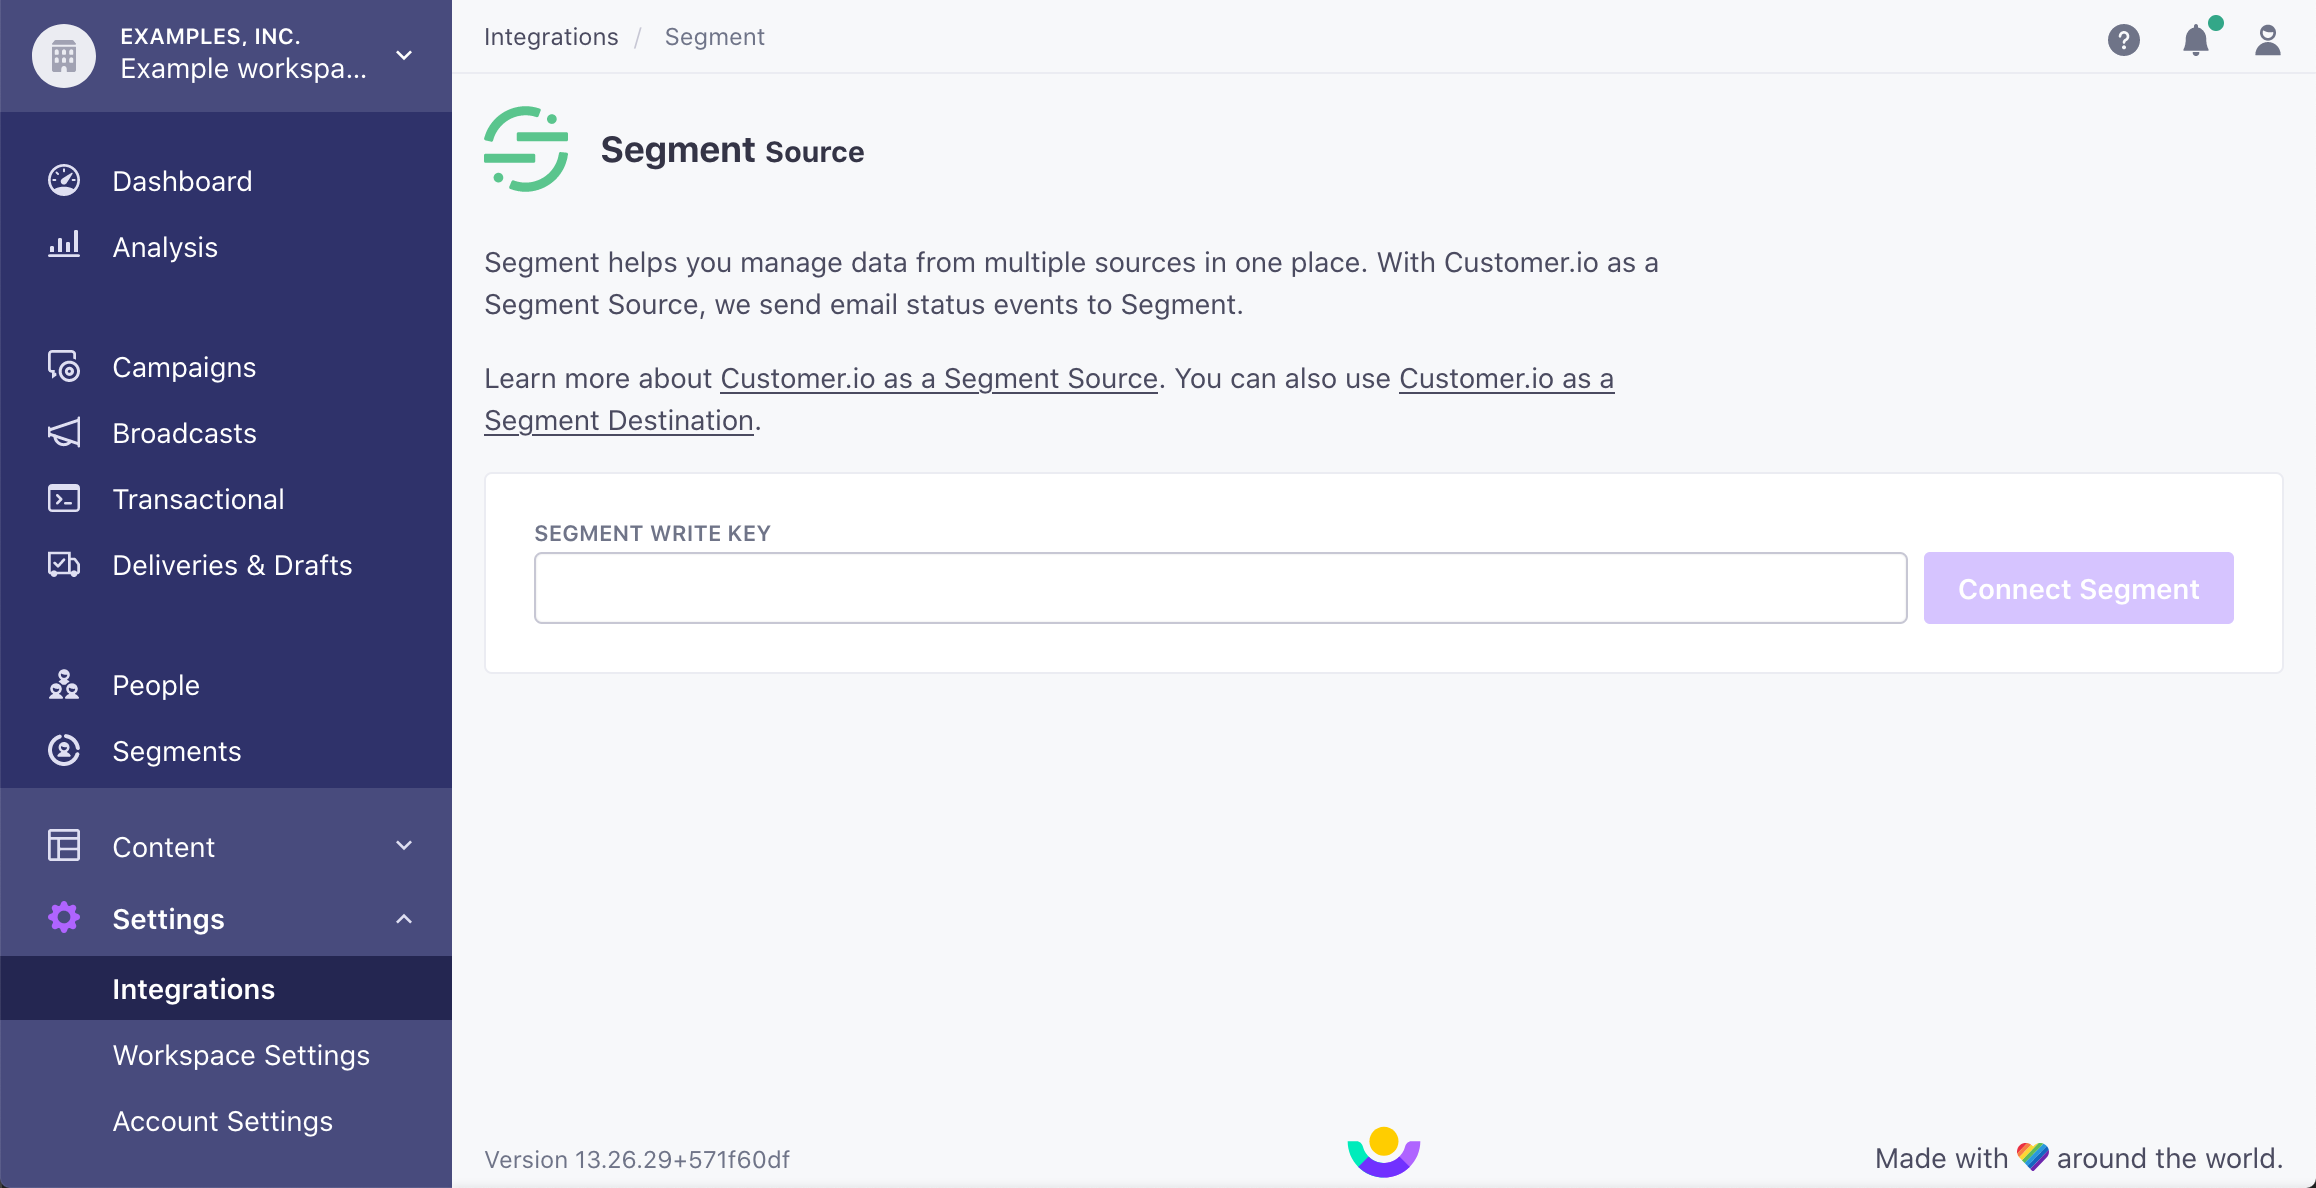 EXAMPLES, INC.
Example workspa...
Dashboard
Analysis
Campaigns
Broadcasts
Transactional
Deliveries & Drafts
People
Segments
Content
Settings
Integrations
Workspace Settings
Account Settings
Integrations / Segment
?
Segment Source
Segment helps you manage data from multiple sources in one place. With Customer.io as a
Segment Source, we send email status events to Segment.
Learn more about Customer.io as a Segment Source. You can also use Customer.io as a
Segment Destination.
SEGMENT WRITE KEY
Connect Segment
Version 13.26.29+571f60df
Made with around the world.